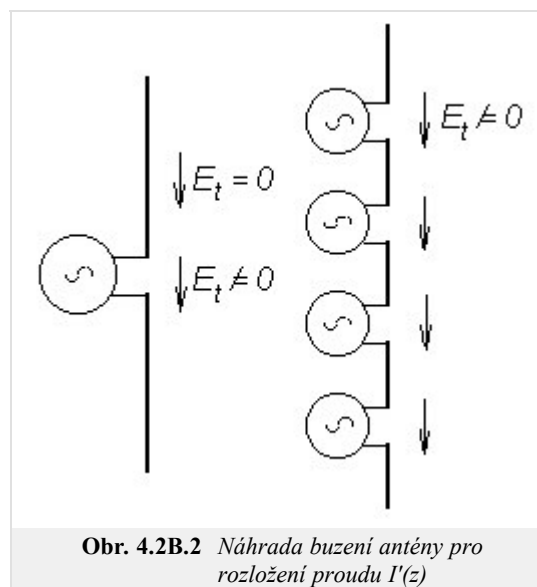 E_t ≠ 0
E_t = 0
E_t ≠ 0
Obr. 4.2B.2 Náhrada buzení antény pro
rozložení proudu I'(z)